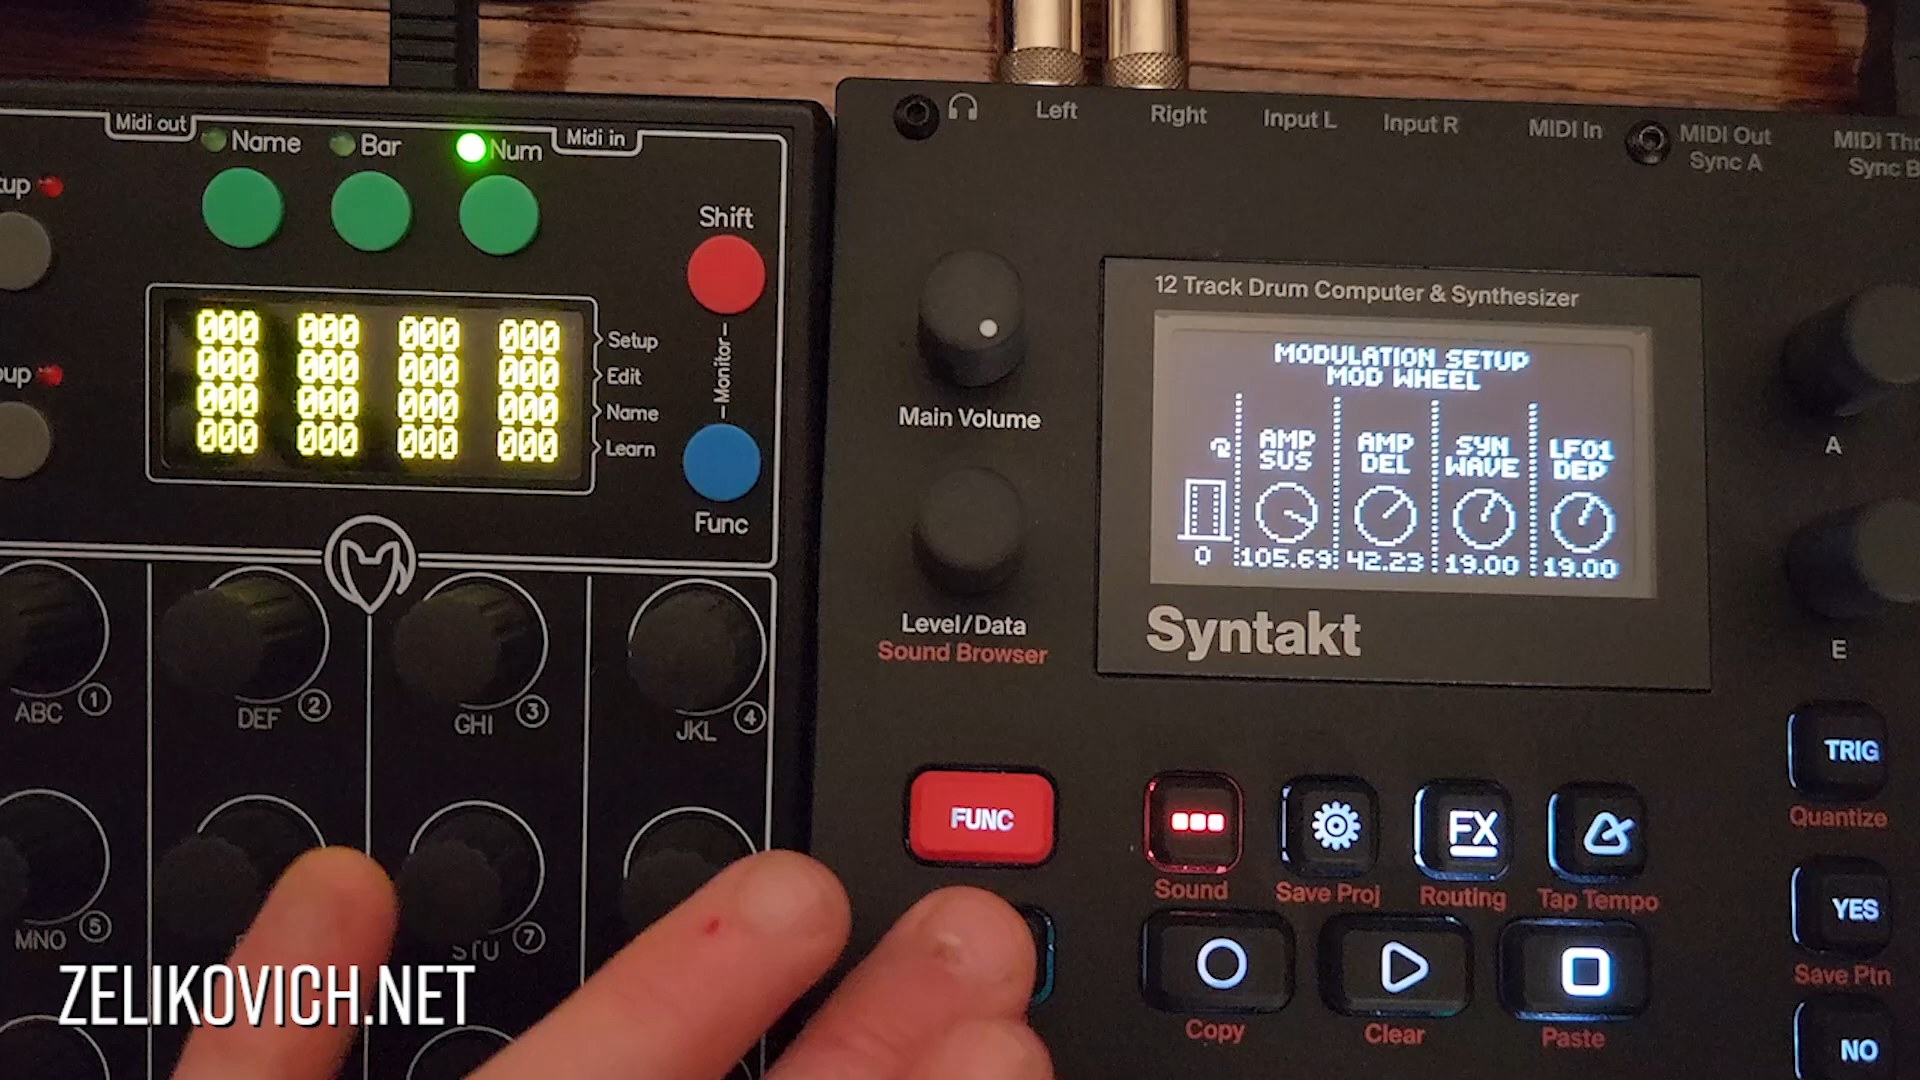 Midi out
Name
Bar
Num
Midi in
Shift
Monitor
Func
000 000 000 000
000 000 000 000
000 000 000 000
000 000 000 000
Setup
Edit
Name
Learn
ABC 1
DEF 2
GHI 3
JKL 4
MNO 5
STU 7
ZELIKOVICH.NET
Left
Right
Input L
Input R
MIDI In
MIDI Out
Sync A
MIDI Thr
Sync B
Main Volume
Level/Data
Sound Browser
12 Track Drum Computer & Synthesizer
MODULATION SETUP
MOD WHEEL
AMP SUS
AMP DEL
SYN WAVE
LFO1 DEP
0 105.69 42.23 19.00 19.00
Syntakt
A
E
FUNC
FX
TRIG
Quantize
Sound
Save Proj
Routing
Tap Tempo
YES
Save Ptn
Copy
Clear
Paste
NO